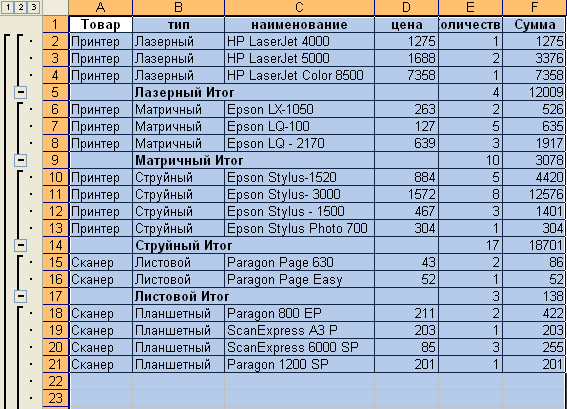 1 2 3
A B C D E F
1 Товар тип наименование цена оличеств Сумма
2 Принтер Лазерный HP LaserJet 4000 1275 1 1275
3 Принтер Лазерный HP LaserJet 5000 1688 2 3376
4 Принтер Лазерный HP LaserJet Color 8500 7358 1 7358
5 Лазерный Итог 4 12009
6 Принтер Матричный Epson LX-1050 263 2 526
7 Принтер Матричный Epson LQ-100 127 5 635
8 Принтер Матричный Epson LQ - 2170 639 3 1917
9 Матричный Итог 10 3078
10 Принтер Струйный Epson Stylus-1520 884 5 4420
11 Принтер Струйный Epson Stylus- 3000 1572 8 12576
12 Принтер Струйный Epson Stylus - 1500 467 3 1401
13 Принтер Струйный Epson Stylus Photo 700 304 1 304
14 Струйный Итог 17 18701
15 Сканер Листовой Paragon Page 630 43 2 86
16 Сканер Листовой Paragon Page Easy 52 1 52
17 Листовой Итог 3 138
18 Сканер Планшетный Paragon 800 EP 211 2 422
19 Сканер Планшетный ScanExpress A3 P 203 1 203
20 Сканер Планшетный ScanExpress 6000 SP 85 3 255
21 Сканер Планшетный Paragon 1200 SP 201 1 201
22
23